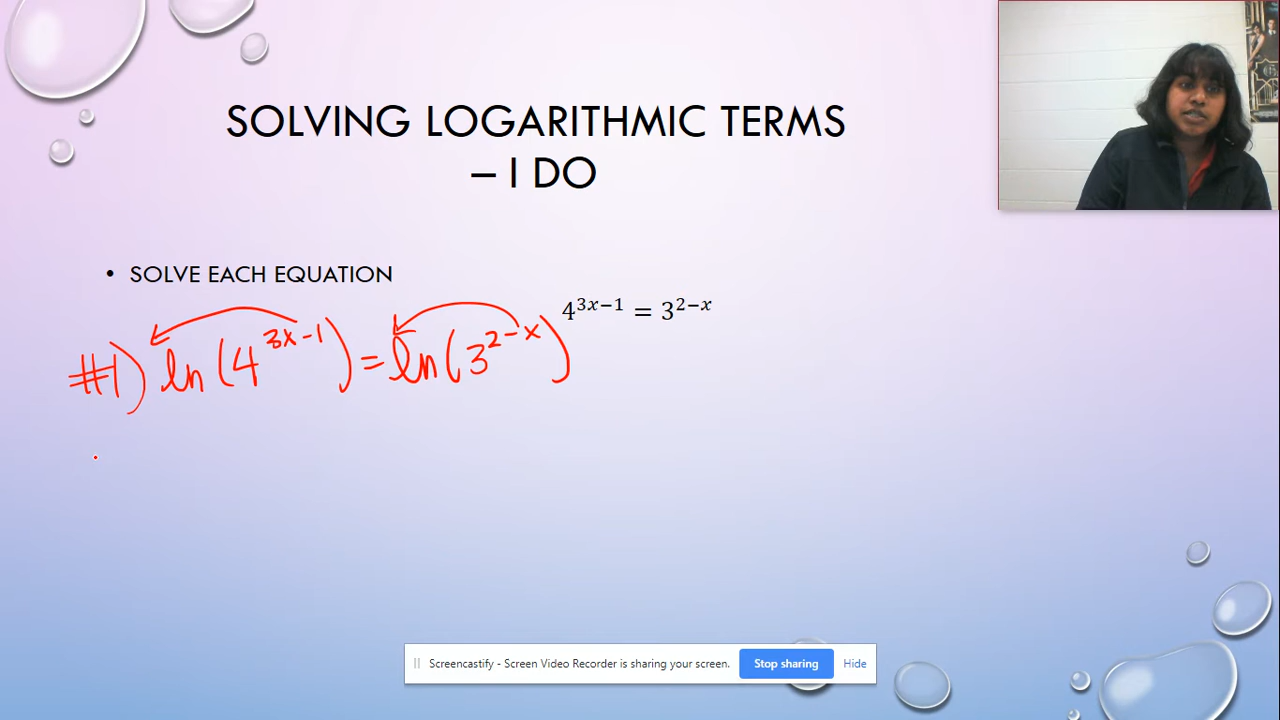 SOLVING LOGARITHMIC TERMS
– I DO
• SOLVE EACH EQUATION
4^{3x−1} = 3^{2−x}
#1) ln(4^{3x-1}) = ln(3^{2-x})
Screencastify - Screen Video Recorder is sharing your screen. Stop sharing Hide